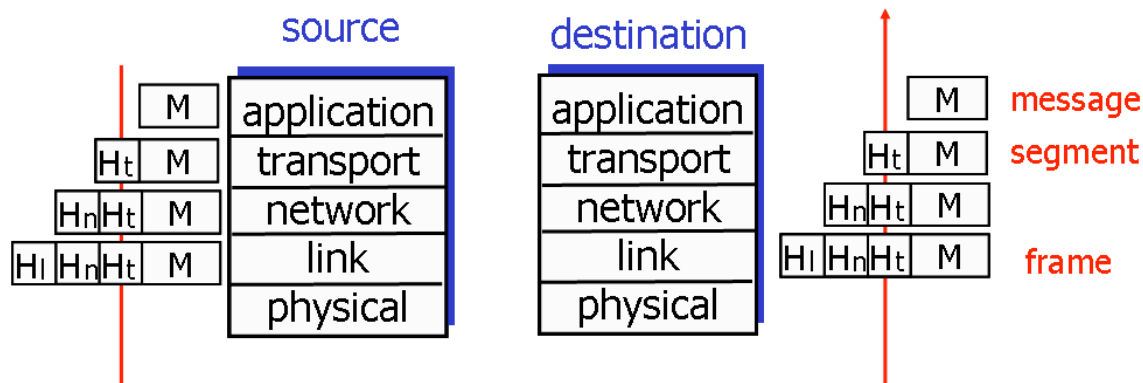 source destination
M application application M message
Ht M transport transport Ht M segment
Hn Ht M network network Hn Ht M
Hl Hn Ht M link link Hl Hn Ht M frame
physical physical